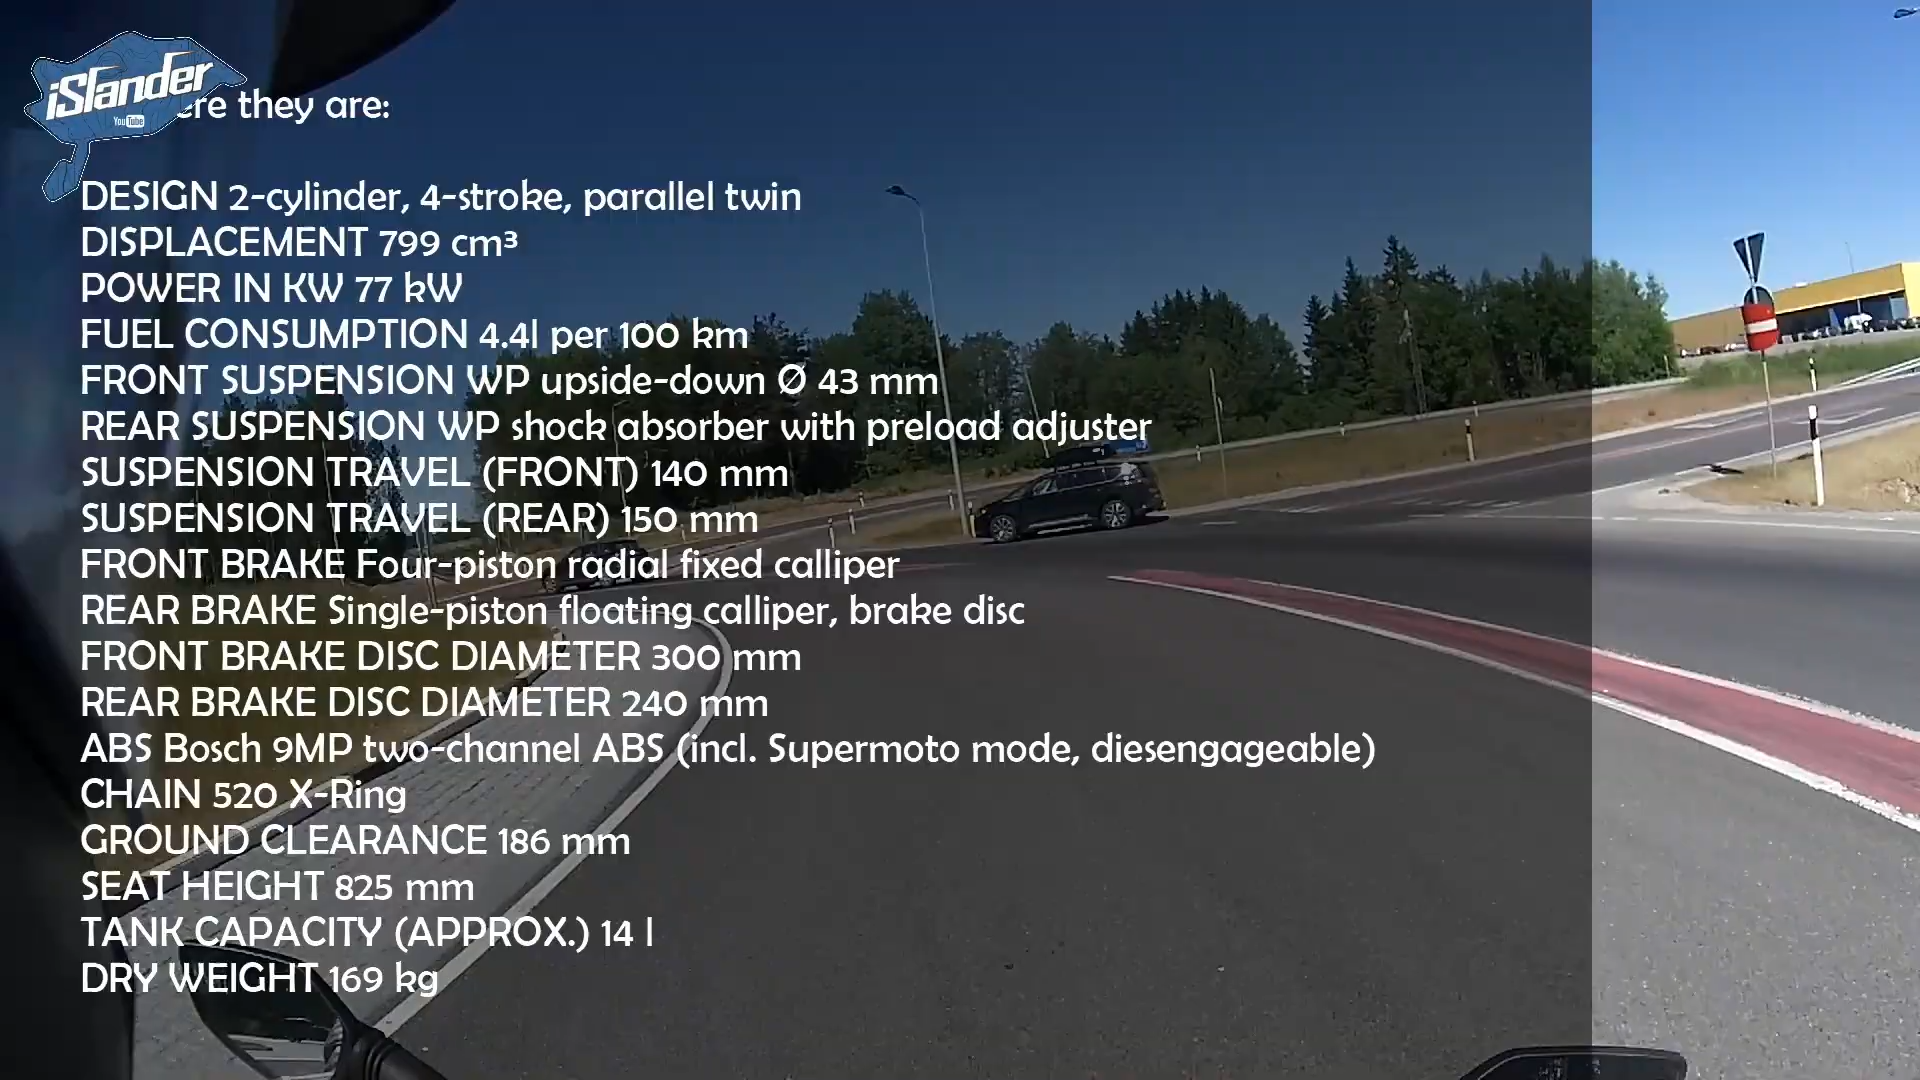 iSlander
YouTube
ere they are:
DESIGN 2-cylinder, 4-stroke, parallel twin
DISPLACEMENT 799 cm³
POWER IN KW 77 kW
FUEL CONSUMPTION 4.4l per 100 km
FRONT SUSPENSION WP upside-down Ø 43 mm
REAR SUSPENSION WP shock absorber with preload adjuster
SUSPENSION TRAVEL (FRONT) 140 mm
SUSPENSION TRAVEL (REAR) 150 mm
FRONT BRAKE Four-piston radial fixed calliper
REAR BRAKE Single-piston floating calliper, brake disc
FRONT BRAKE DISC DIAMETER 300 mm
REAR BRAKE DISC DIAMETER 240 mm
ABS Bosch 9MP two-channel ABS (incl. Supermoto mode, diesengageable)
CHAIN 520 X-Ring
GROUND CLEARANCE 186 mm
SEAT HEIGHT 825 mm
TANK CAPACITY (APPROX.) 14 l
DRY WEIGHT 169 kg